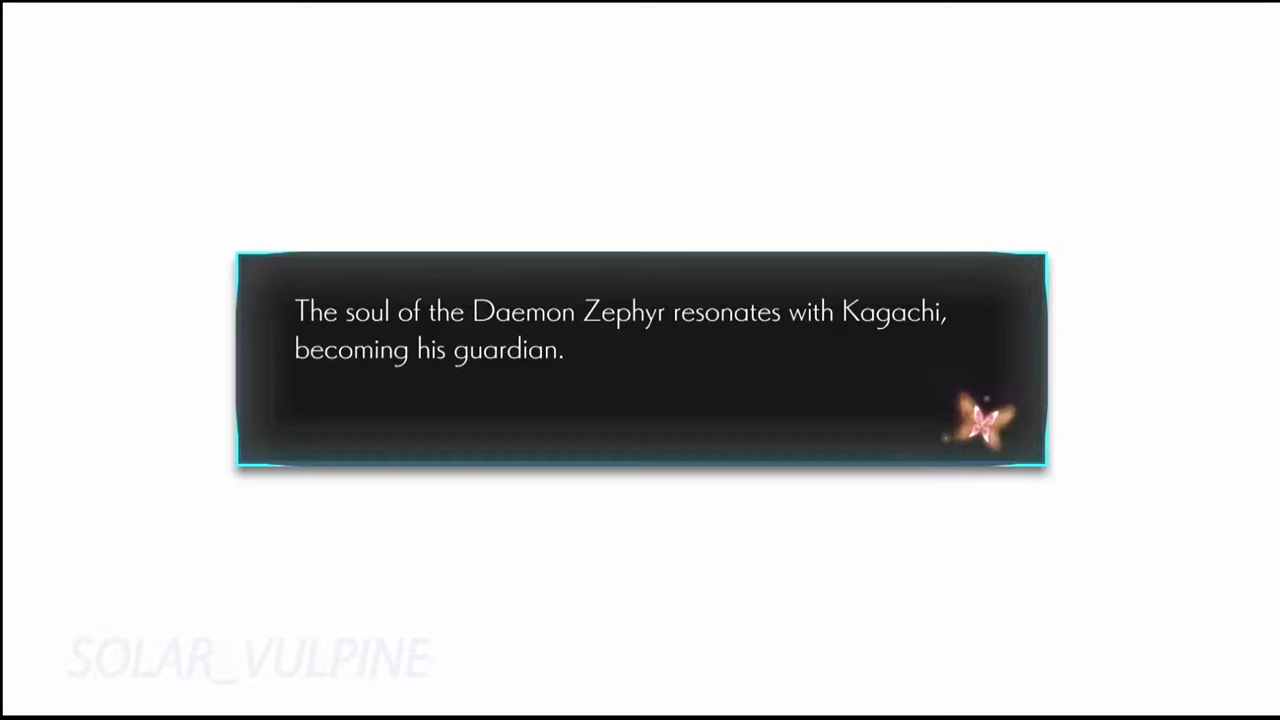 The soul of the Daemon Zephyr resonates with Kagachi,
becoming his guardian.
SOLAR_VULPINE